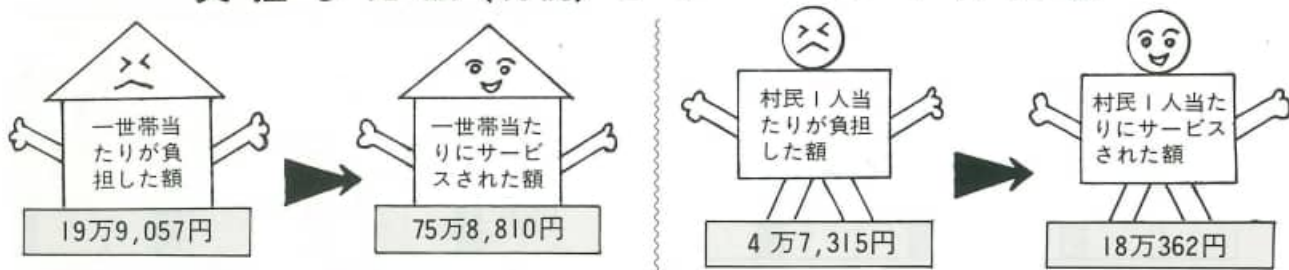 一世帯当
たりが負
担した額
19万9,057円
一世帯当た
りにサービ
スされた額
75万8,810円
村民1人当
たりが負担
した額
4万7,315円
村民1人当た
りにサービス
された額
18万362円